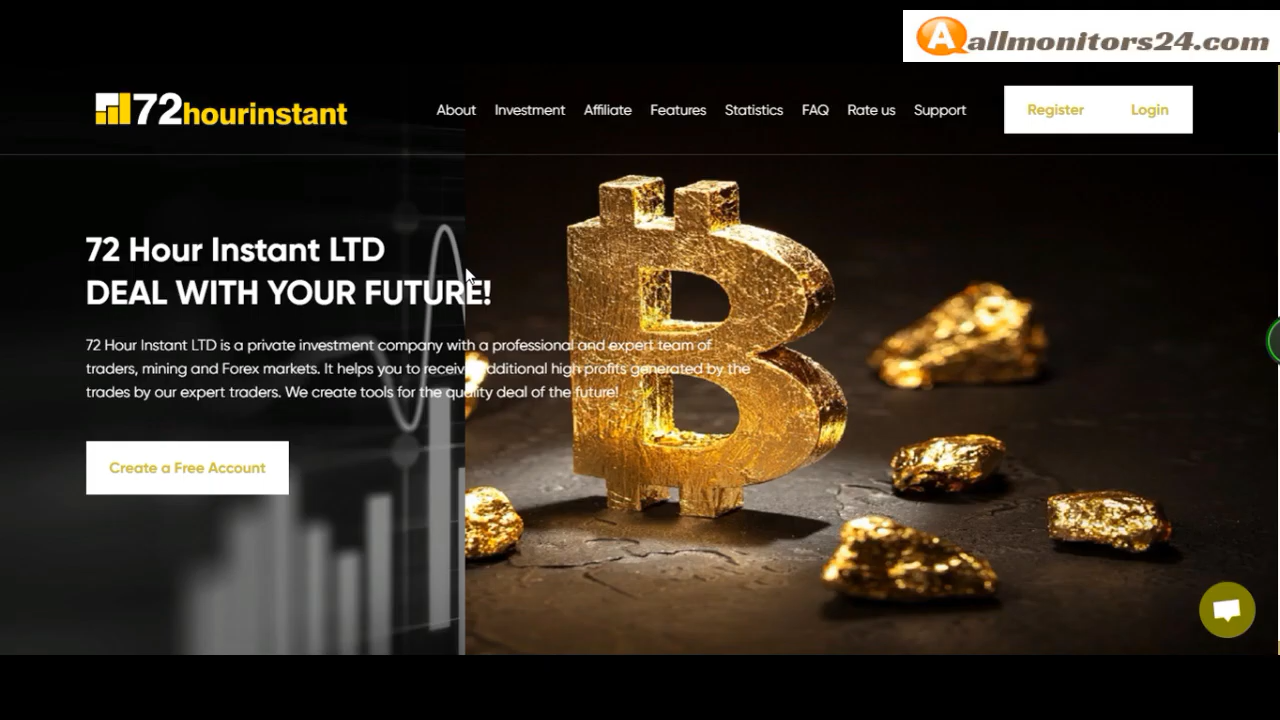 allmonitors24.com
72hourinstant
About Investment Affiliate Features Statistics FAQ Rate us Support Register Login
72 Hour Instant LTD
DEAL WITH YOUR FUTURE!
72 Hour Instant LTD is a private investment company with a professional and expert team of
traders, mining and Forex markets. It helps you to receive additional high profits generated by the
trades by our expert traders. We create tools for the quality deal of the future!
Create a Free Account